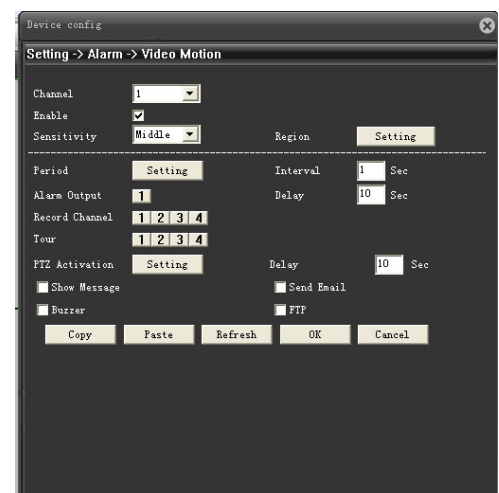 Device config
Setting -> Alarm -> Video Motion
Channel 1
Enable
Sensitivity Middle Region Setting
Period Setting Interval 1 Sec
Alarm Output 1 Delay 10 Sec
Record Channel 1 2 3 4
Tour 1 2 3 4
PTZ Activation Setting Delay 10 Sec
Show Message Send Email
Buzzer FTP
Copy Paste Refresh OK Cancel